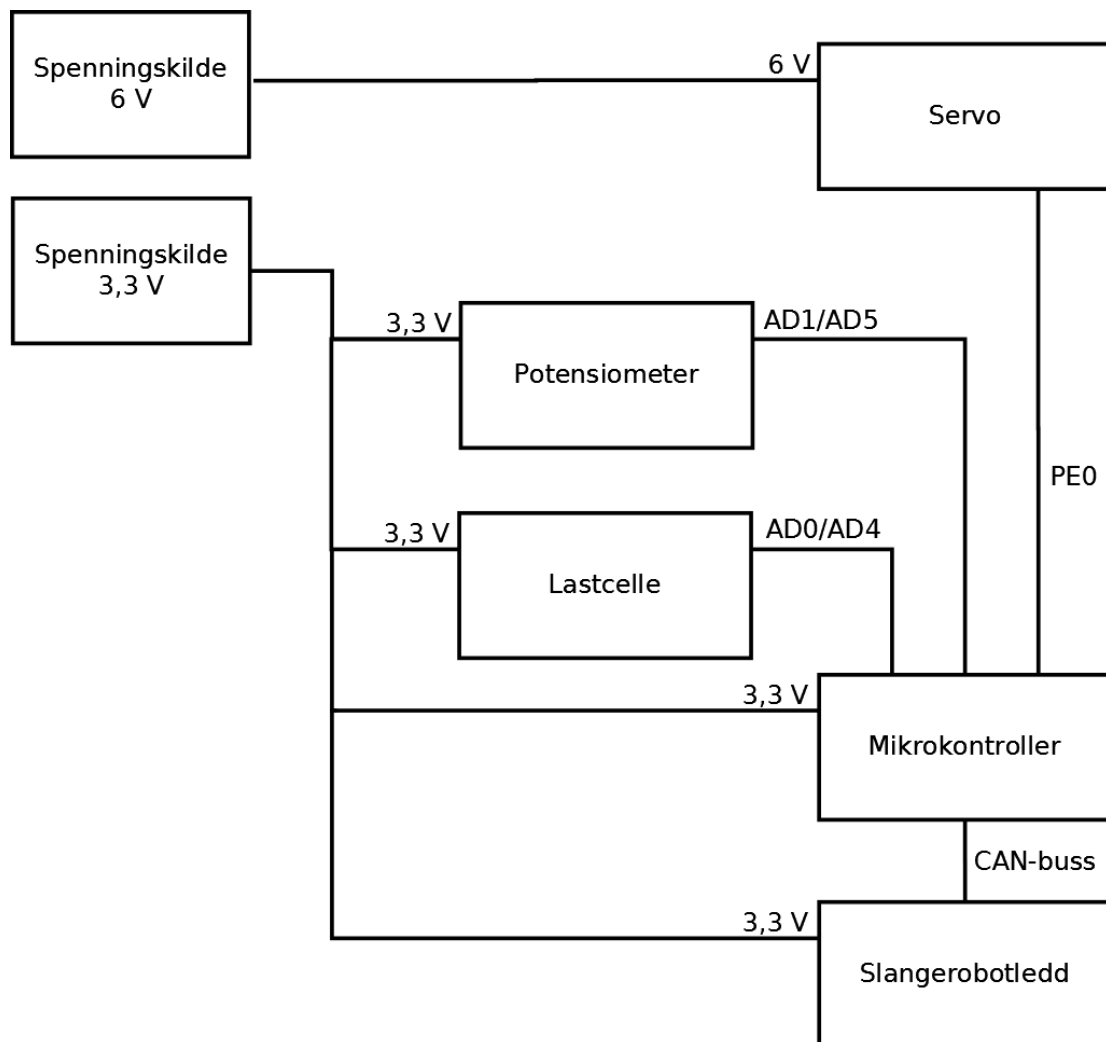 Spenningskilde
6 V
6 V
Servo
Spenningskilde
3,3 V
3,3 V
Potensiometer
AD1/AD5
PE0
3,3 V
Lastcelle
AD0/AD4
3,3 V
Mikrokontroller
CAN-buss
3,3 V
Slangerobotledd